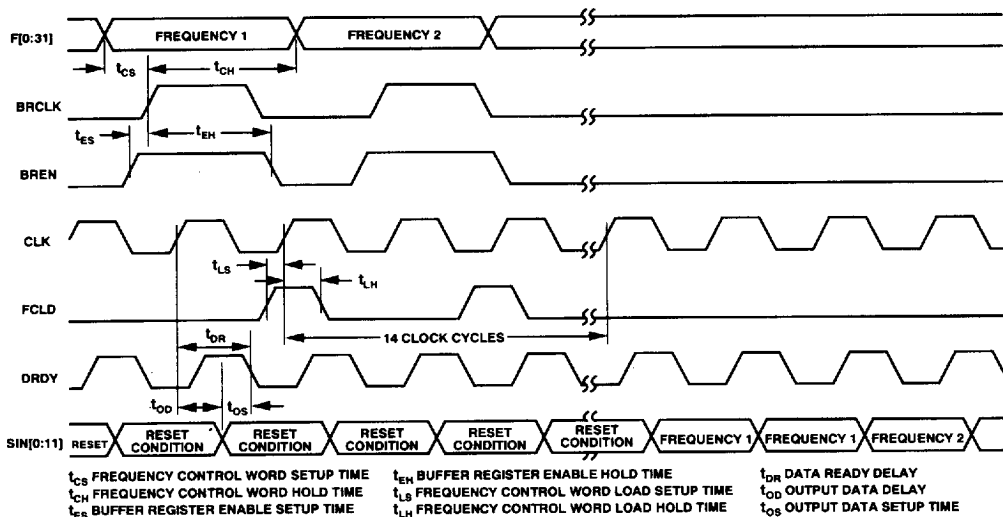 F[0:31] FREQUENCY 1 FREQUENCY 2
tCS tCH
BRCLK
tES tEH
BREN
CLK
tLS tLH
FCLD
14 CLOCK CYCLES
tDR
DRDY
tOD tOS
SIN[0:11] RESET RESET CONDITION RESET CONDITION RESET CONDITION RESET CONDITION RESET CONDITION FREQUENCY 1 FREQUENCY 1 FREQUENCY 2
tCS FREQUENCY CONTROL WORD SETUP TIME tEH BUFFER REGISTER ENABLE HOLD TIME tDR DATA READY DELAY
tCH FREQUENCY CONTROL WORD HOLD TIME tLS FREQUENCY CONTROL WORD LOAD SETUP TIME tOD OUTPUT DATA DELAY
tES BUFFER REGISTER ENABLE SETUP TIME tLH FREQUENCY CONTROL WORD LOAD HOLD TIME tOS OUTPUT DATA SETUP TIME